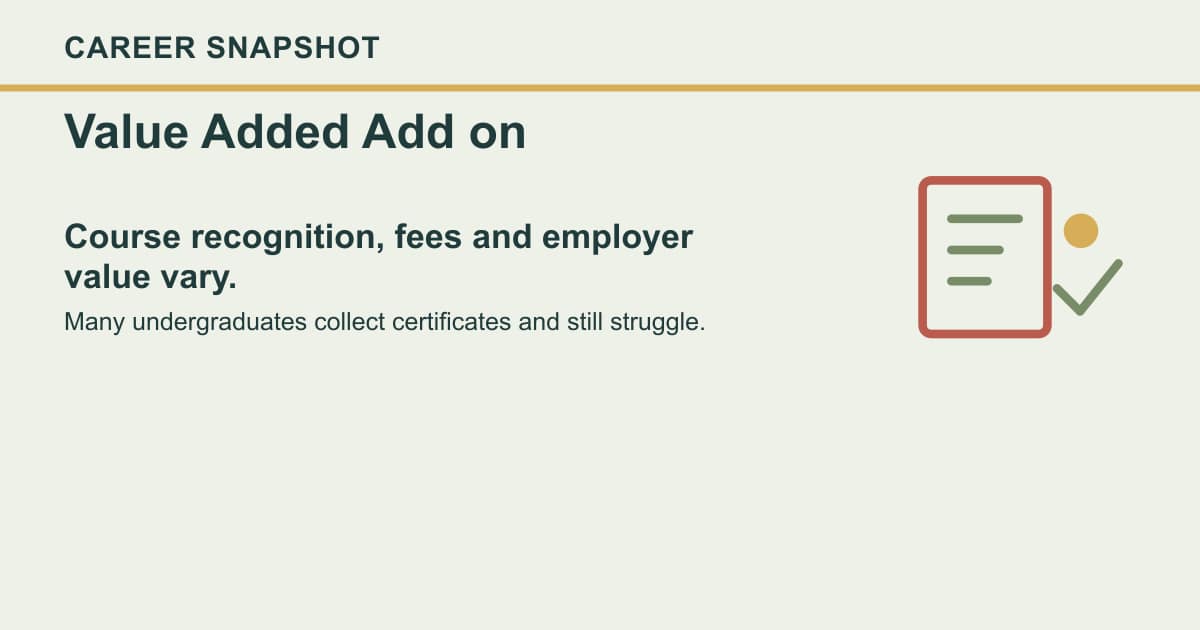 CAREER SNAPSHOT
Value Added Add on
Course recognition, fees and employer
value vary.
Many undergraduates collect certificates and still struggle.